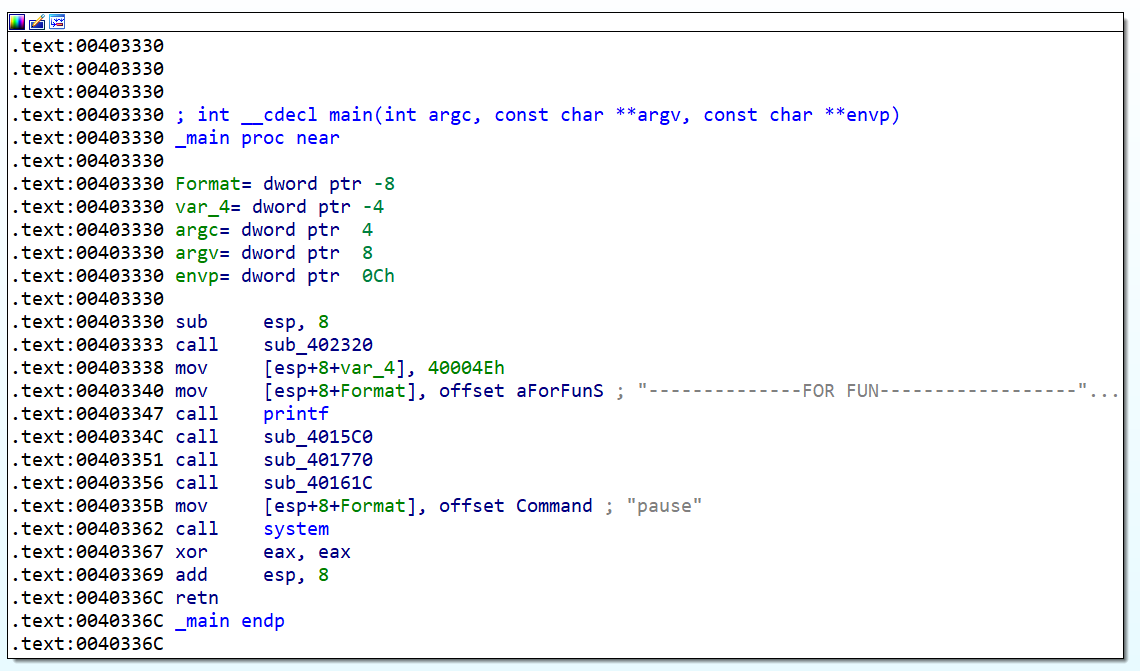 .text:00403330
.text:00403330
.text:00403330
.text:00403330 ; int __cdecl main(int argc, const char **argv, const char **envp)
.text:00403330 _main proc near
.text:00403330
.text:00403330 Format= dword ptr -8
.text:00403330 var_4= dword ptr -4
.text:00403330 argc= dword ptr  4
.text:00403330 argv= dword ptr  8
.text:00403330 envp= dword ptr  0Ch
.text:00403330
.text:00403330 sub     esp, 8
.text:00403333 call    sub_402320
.text:00403338 mov     [esp+8+var_4], 40004Eh
.text:00403340 mov     [esp+8+Format], offset aForFunS ; "--------------FOR FUN------------------"...
.text:00403347 call    printf
.text:0040334C call    sub_4015C0
.text:00403351 call    sub_401770
.text:00403356 call    sub_40161C
.text:0040335B mov     [esp+8+Format], offset Command ; "pause"
.text:00403362 call    system
.text:00403367 xor     eax, eax
.text:00403369 add     esp, 8
.text:0040336C retn
.text:0040336C _main endp
.text:0040336C